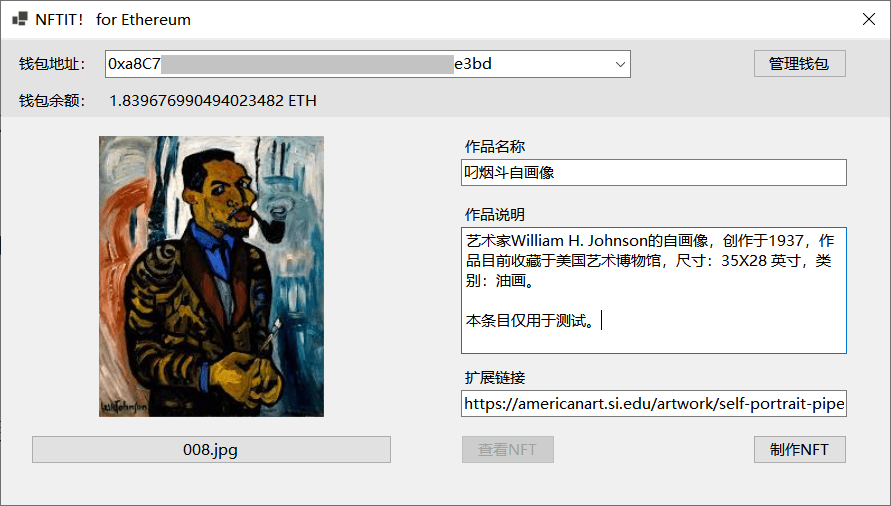 NFTIT! for Ethereum
钱包地址: 0xa8C7 e3bd 管理钱包
钱包余额: 1.839676990494023482 ETH
作品名称
叼烟斗自画像
作品说明
艺术家William H. Johnson的自画像，创作于1937，作
品目前收藏于美国艺术博物馆，尺寸：35X28 英寸，类
别：油画。
本条目仅用于测试。
扩展链接
https://americanart.si.edu/artwork/self-portrait-pipe
W.H.Johnson
008.jpg 查看NFT 制作NFT